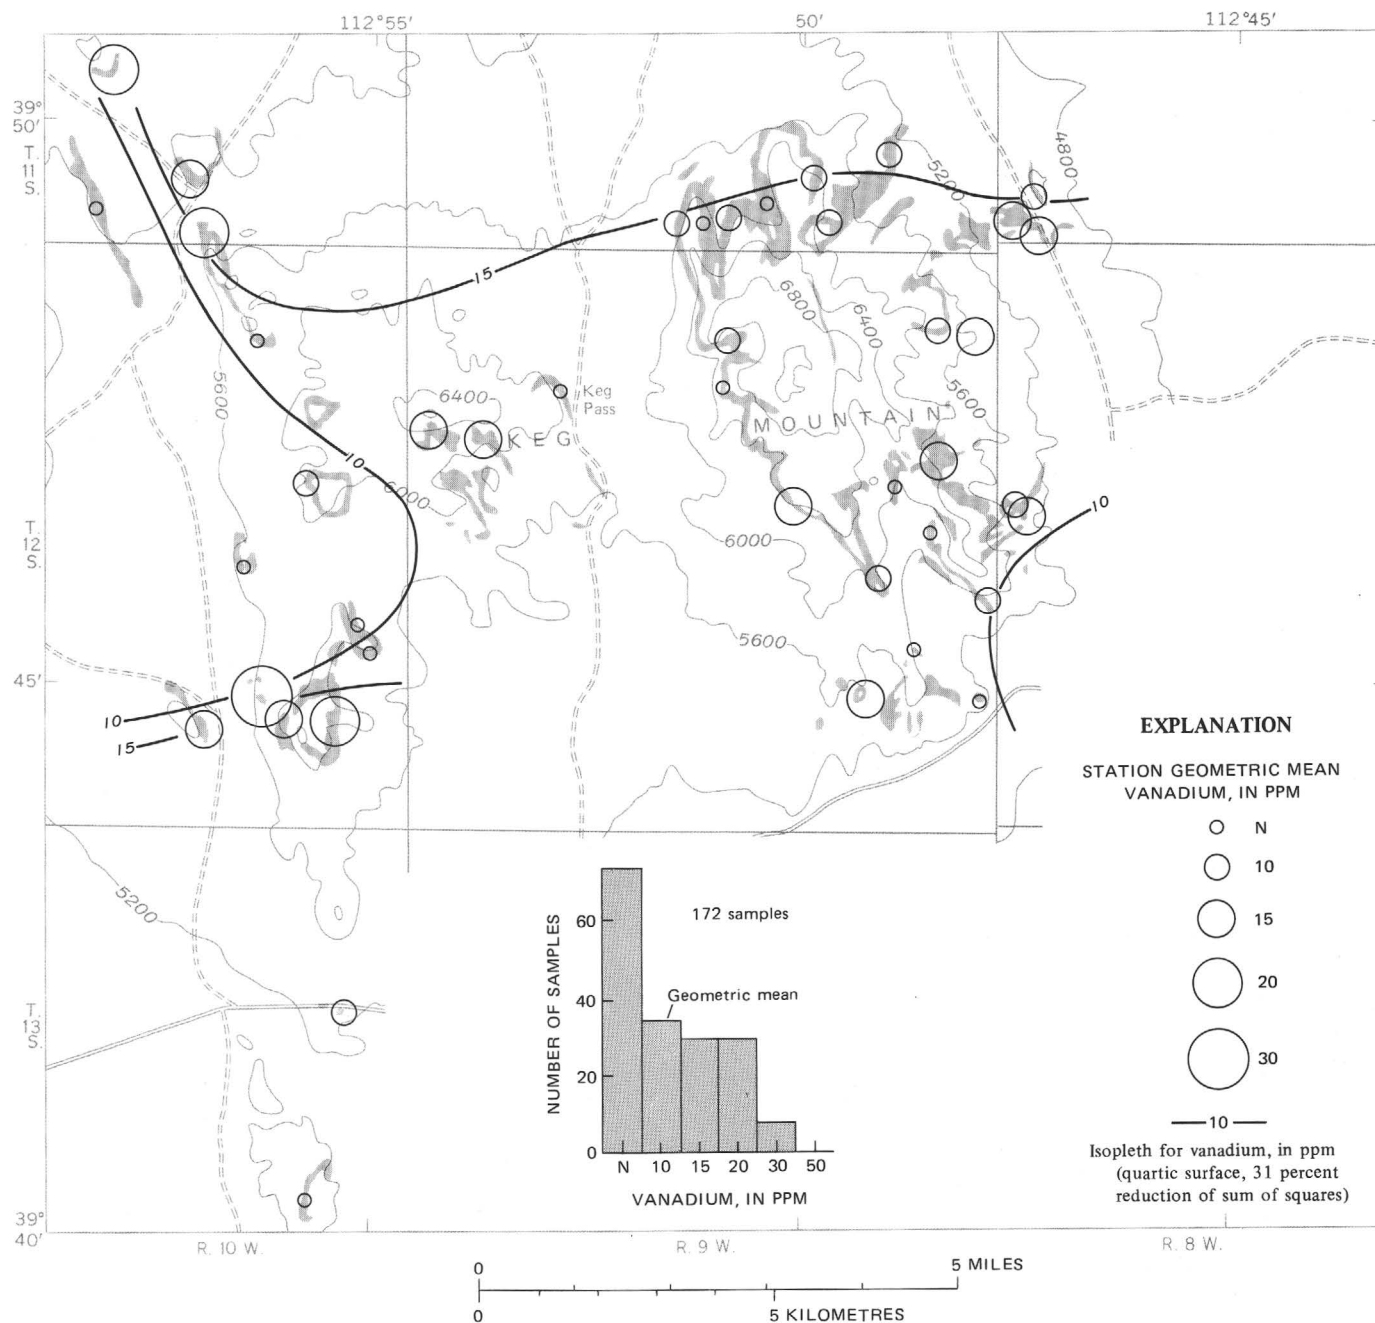 112°55′ 50′ 112°45′
39°
50′
T.
11
S.
4800
5200
15
6800
6400
5600
5600
6400
Keg
Pass
MOUNTAIN
KEG
10
6000
10
T.
12
S.
6000
5600
45′
10
15
EXPLANATION
STATION GEOMETRIC MEAN
VANADIUM, IN PPM
N
10
15
20
30
10
Isopleth for vanadium, in ppm
(quartic surface, 31 percent
reduction of sum of squares)
5200
T.
13
S.
NUMBER OF SAMPLES
60
40
20
0
172 samples
Geometric mean
N 10 15 20 30 50
VANADIUM, IN PPM
39°
40′
R. 10 W. R. 9 W. R. 8 W.
0 5 MILES
0 5 KILOMETRES